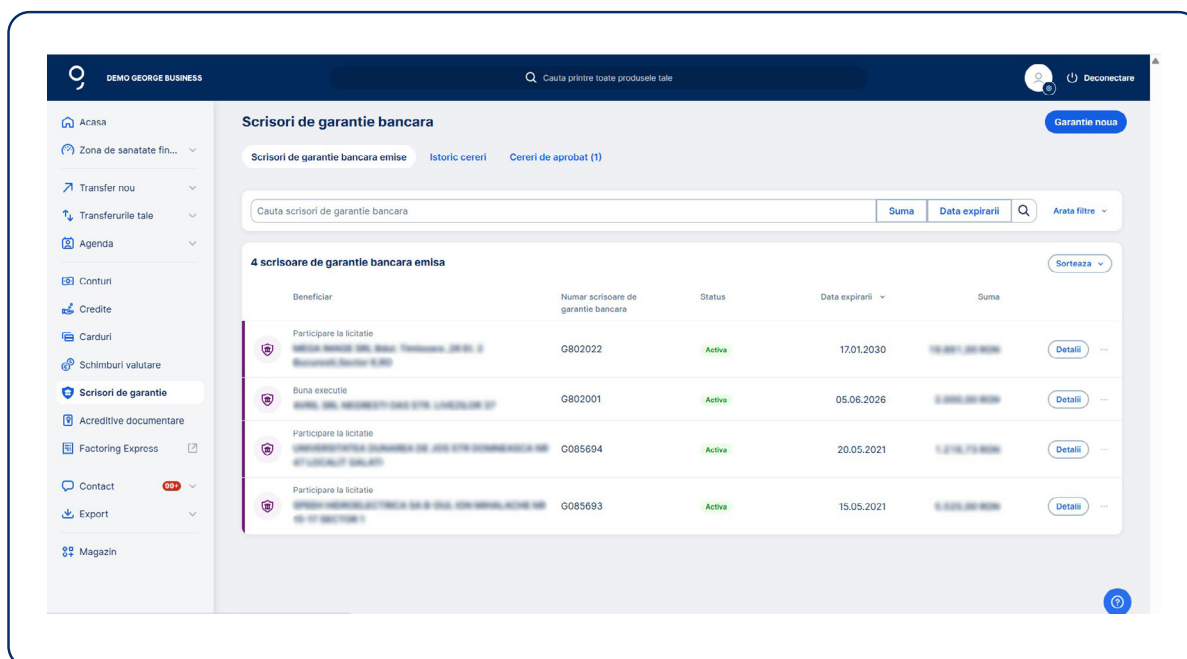 DEMO GEORGE BUSINESS
Cauta printre toate produsele tale
Deconectare
Acasa
Zona de sanatate fin...
Transfer nou
Transferurile tale
Agenda
Conturi
Credite
Carduri
Schimburi valutare
Scrisori de garantie
Acreditive documentare
Factoring Express
Contact
99+
Export
Magazin
Scrisori de garantie bancara
Garantie noua
Scrisori de garantie bancara emise
Istoric cereri
Cereri de aprobat (1)
Cauta scrisori de garantie bancara
Suma
Data expirarii
Arata filtre
4 scrisoare de garantie bancara emisa
Sorteaza
Beneficiar
Numar scrisoare de
garantie bancara
Status
Data expirarii
Suma
Participare la licitatie
G802022
Activa
17.01.2030
Detalii
Buna executie
G802001
Activa
05.06.2026
Detalii
Participare la licitatie
G085694
Activa
20.05.2021
Detalii
Participare la licitatie
G085693
Activa
15.05.2021
Detalii